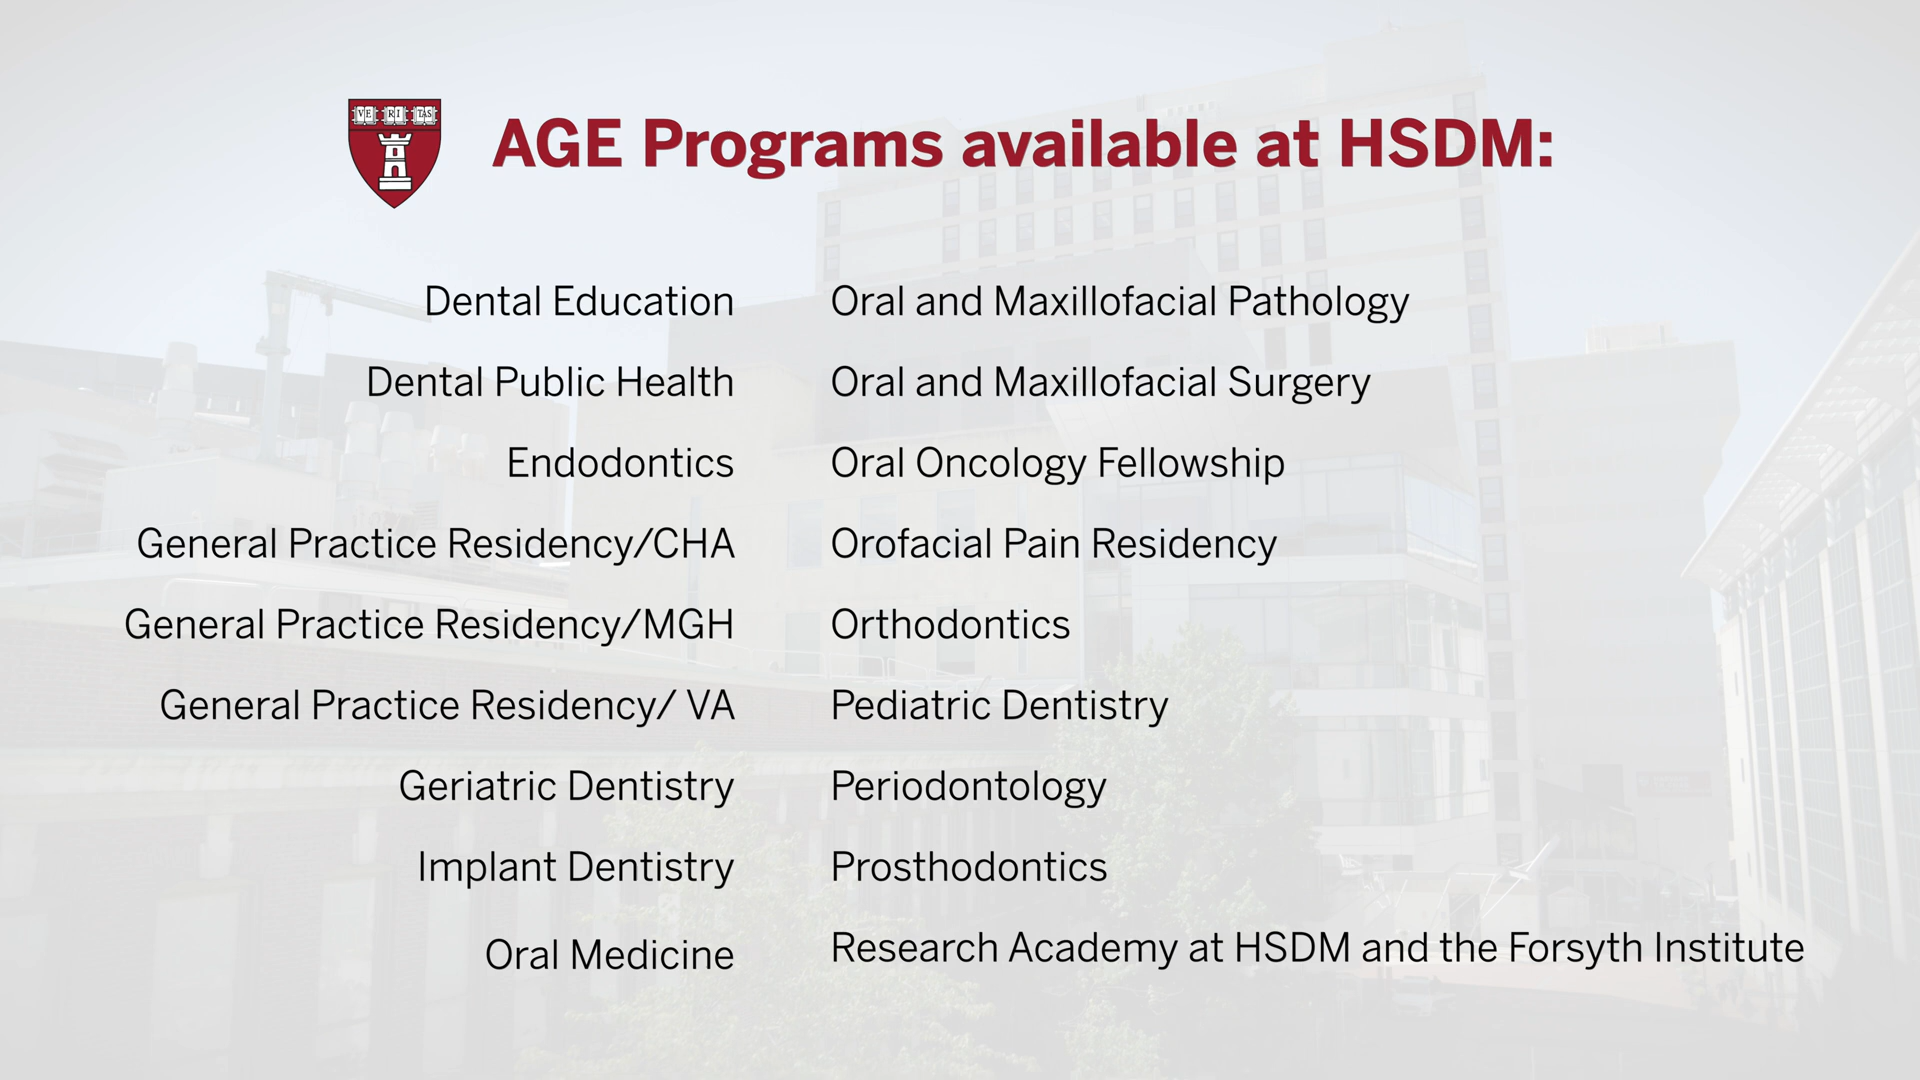 VE RI TAS
AGE Programs available at HSDM:
Dental Education
Dental Public Health
Endodontics
General Practice Residency/CHA
General Practice Residency/MGH
General Practice Residency/ VA
Geriatric Dentistry
Implant Dentistry
Oral Medicine
Oral and Maxillofacial Pathology
Oral and Maxillofacial Surgery
Oral Oncology Fellowship
Orofacial Pain Residency
Orthodontics
Pediatric Dentistry
Periodontology
Prosthodontics
Research Academy at HSDM and the Forsyth Institute